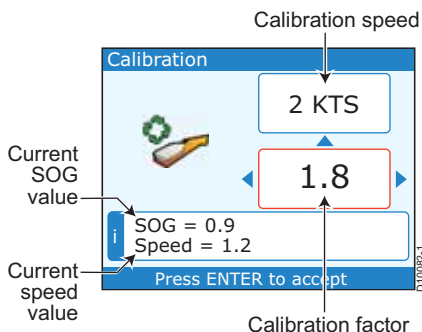 Calibration speed
Calibration
2 KTS
1.8
Current
SOG
value
i
SOG = 0.9
Speed = 1.2
Current
speed
value
Press ENTER to accept
Calibration factor
D10082-1